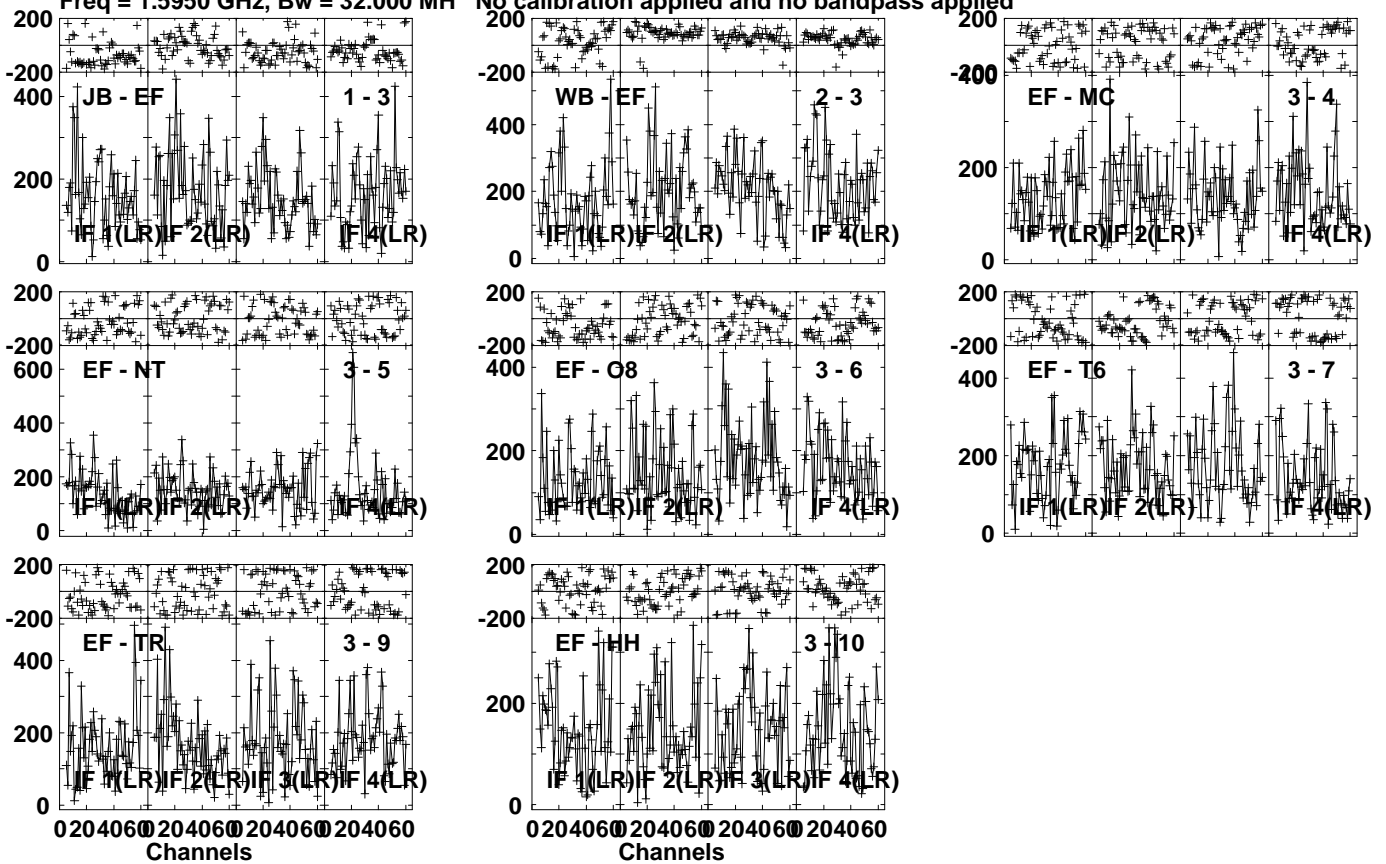 Freq = 1.5950 GHz, Bw = 32.000 MH No calibration applied and no bandpass applied
200
-200
400
200
0
JB - EF 1 - 3
IF 1(LR) IF 2(LR) IF 4(LR)
200
-200
400
200
0
WB - EF 2 - 3
IF 1(LR) IF 2(LR) IF 4(LR)
200
-200
400
200
0
EF - MC 3 - 4
IF 1(LR) IF 2(LR) IF 4(LR)
200
-200
600
400
200
0
EF - NT 3 - 5
IF 1(LR) IF 2(LR) IF 4(LR)
200
-200
400
200
0
EF - O8 3 - 6
IF 1(LR) IF 2(LR) IF 4(LR)
200
-200
400
200
0
EF - T6 3 - 7
IF 1(LR) IF 2(LR) IF 4(LR)
200
-200
400
200
0
EF - TR 3 - 9
IF 1(LR) IF 2(LR) IF 3(LR) IF 4(LR)
0 20 40 60 0 20 40 60 0 20 40 60 0 20 40 60
Channels
200
-200
200
0
EF - HH 3 - 10
IF 1(LR) IF 2(LR) IF 3(LR) IF 4(LR)
0 20 40 60 0 20 40 60 0 20 40 60 0 20 40 60
Channels